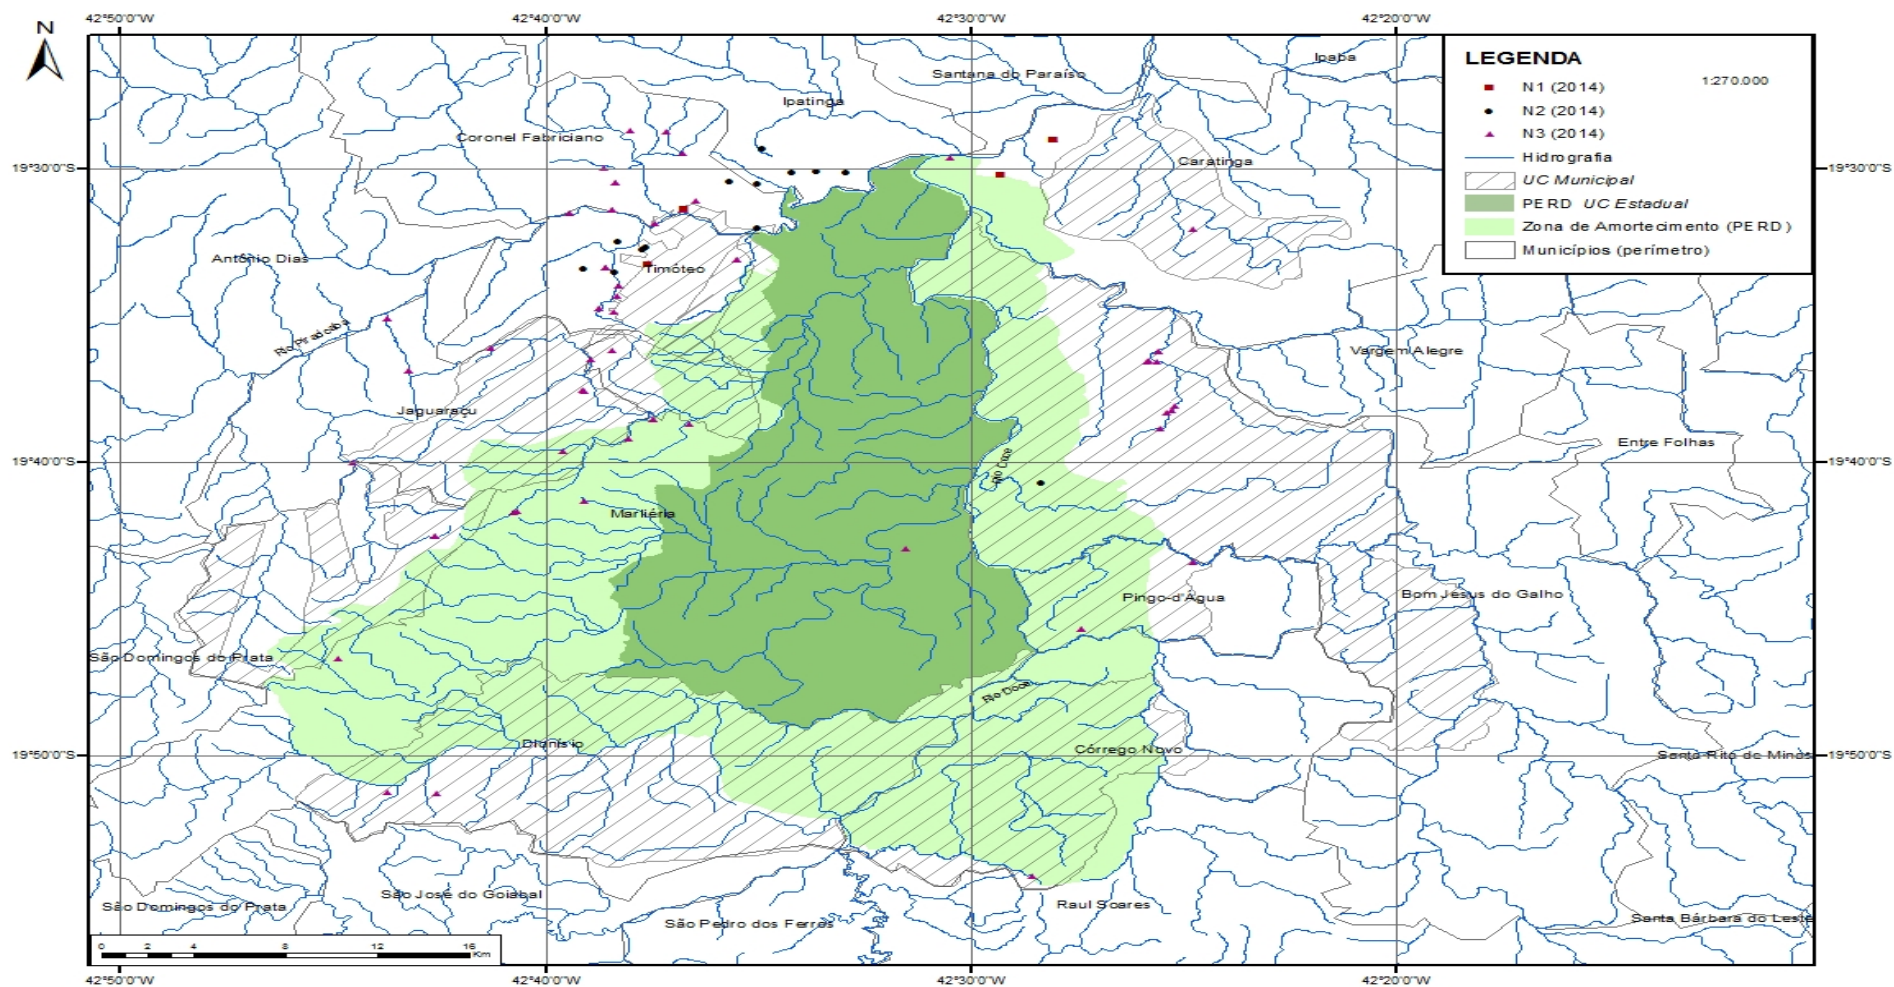 42°50'0"W 42°40'0"W 42°30'0"W 42°20'0"W
N
Ipaba
Santana do Paraíso
Ipatinga
Coronel Fabriciano
Caratinga
LEGENDA
1:270.000
N1 (2014)
N2 (2014)
N3 (2014)
Hidrografia
UC Municipal
PERD UC Estadual
Zona de Amortecimento (PERD)
Municípios (perímetro)
19°30'0"S 19°30'0"S
Antônio Dias
Timóteo
Rio Piracicaba
Vargem Alegre
Jaguaraçu
Entre Folhas
19°40'0"S 19°40'0"S
Rio Doce
Marliéria
Pingo-d'Água
Bom Jesus do Galho
São Domingos do Prata
Rio Doce
Dionísio
Córrego Novo
19°50'0"S 19°50'0"S
Santa Rita de Minas
São José do Goiabal
São Domingos do Prata
Raul Soares
São Pedro dos Ferros
Santa Bárbara do Leste
0 2 4 8 12 16
Km
42°50'0"W 42°40'0"W 42°30'0"W 42°20'0"W